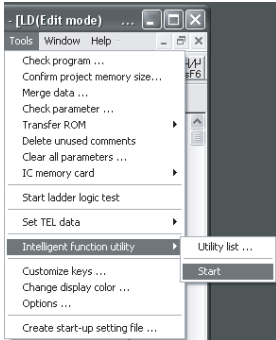 - [LD(Edit mode) ...
Tools Window Help
sF6
Check program ...
Confirm project memory size...
Merge data ...
Check parameter ...
Transfer ROM
Delete unused comments
Clear all parameters ...
IC memory card
Start ladder logic test
Set TEL data
Intelligent function utility
Utility list ...
Start
Customize keys ...
Change display color ...
Options ...
Create start-up setting file ...